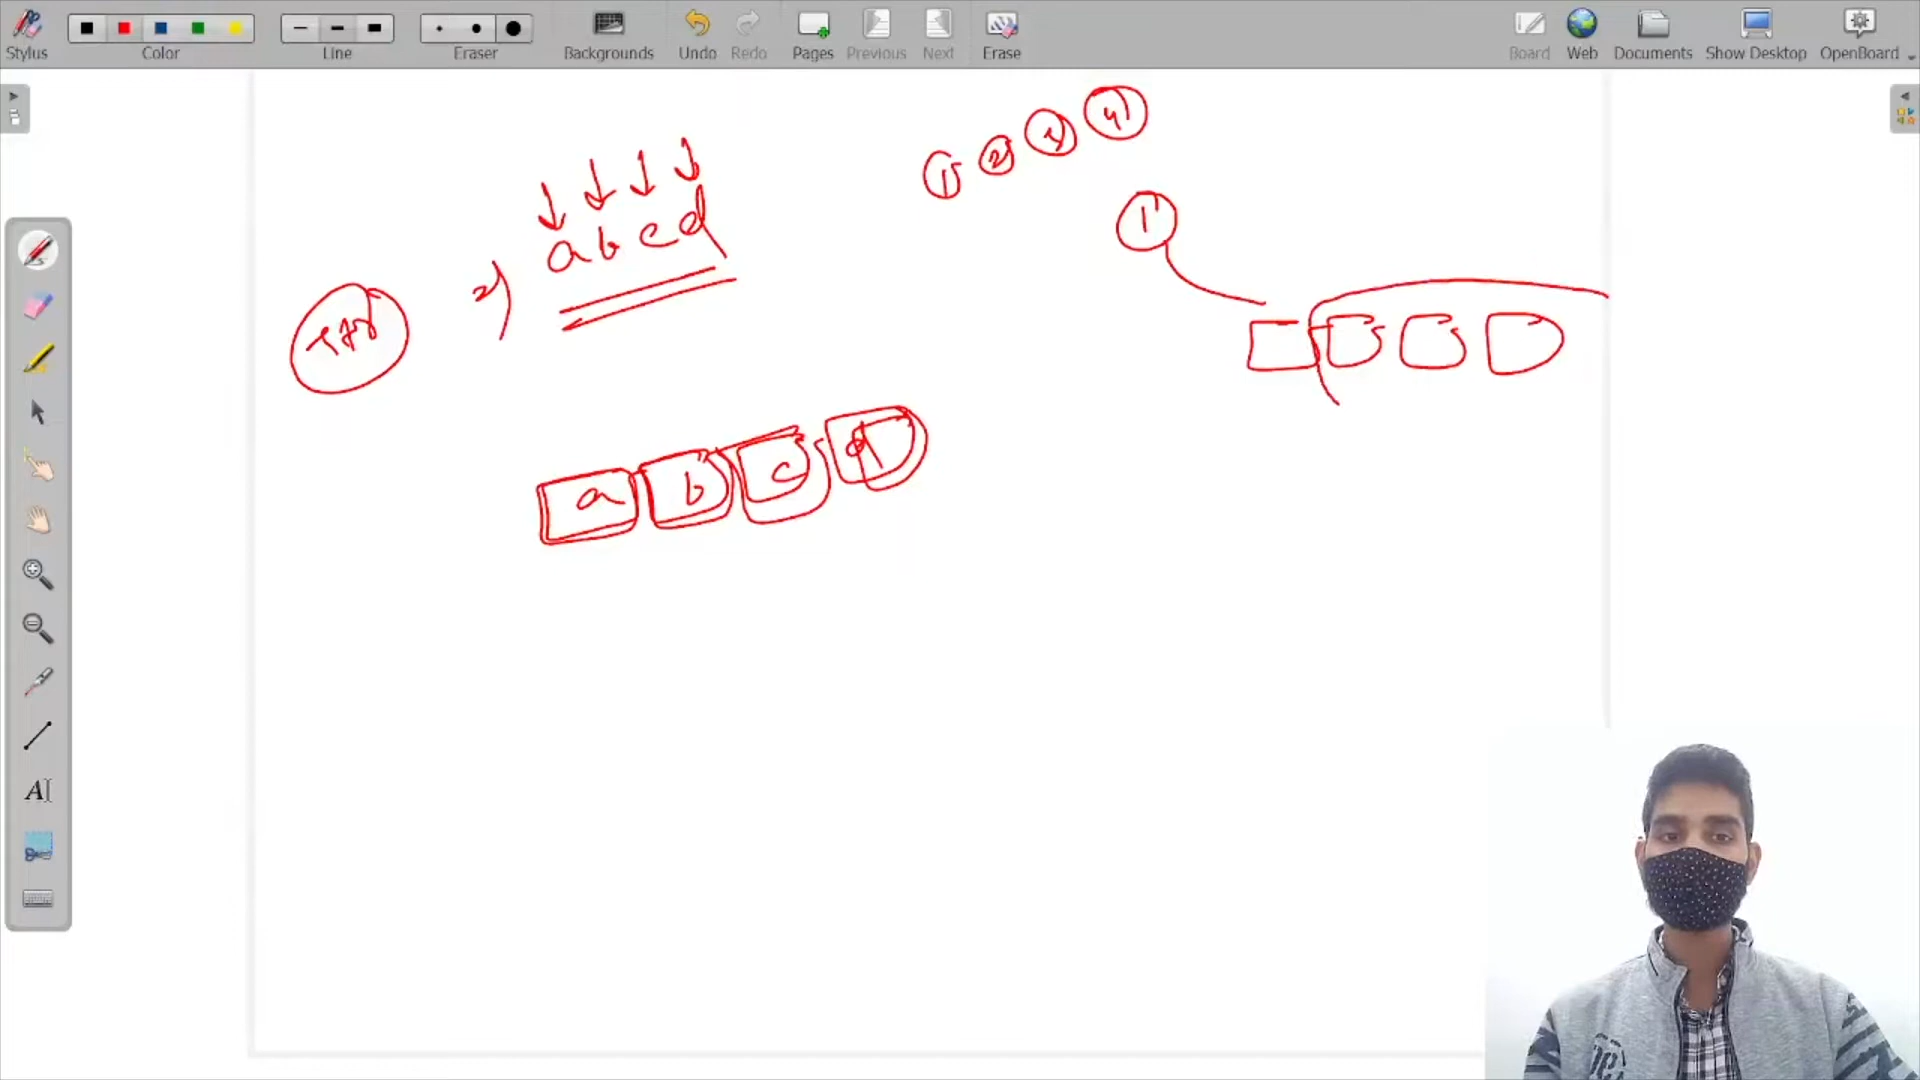 Stylus
Color
Line
Eraser
Backgrounds
Undo
Redo
Pages
Previous
Next
Erase
Board
Web
Documents
Show Desktop
OpenBoard
1 2 3 4
1
2) abcd
a b c d